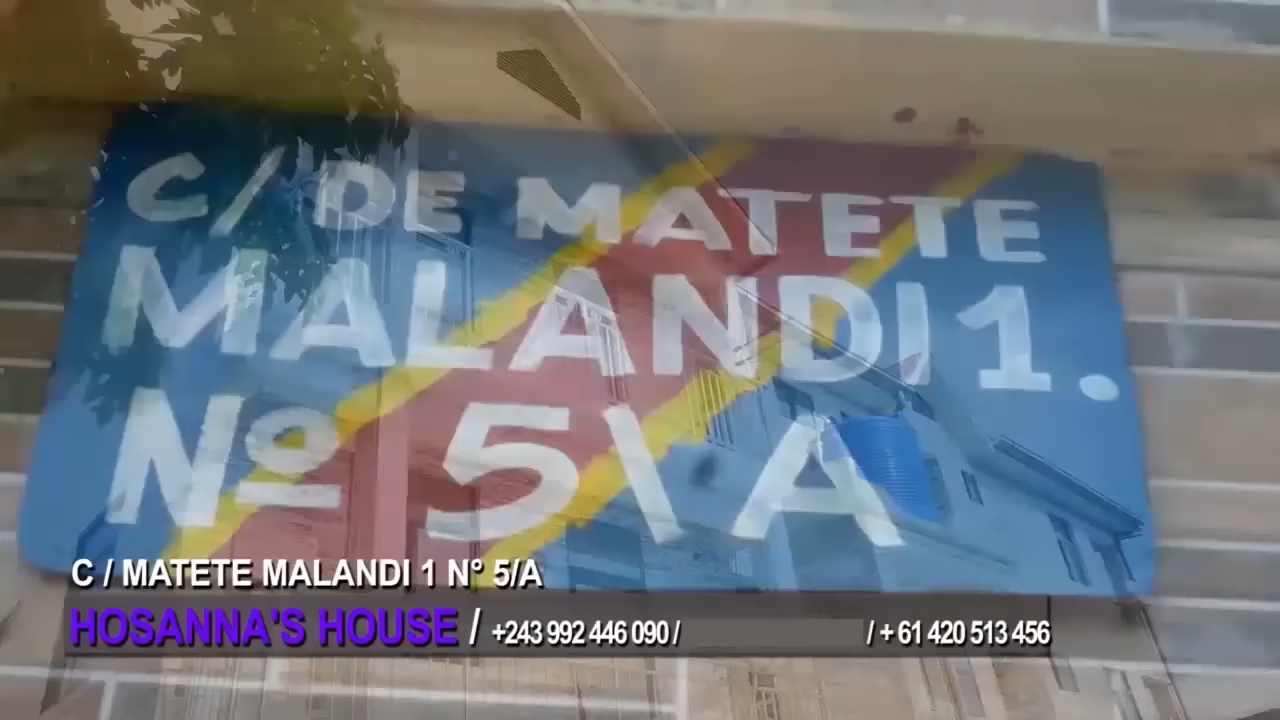 C/ DE MATETE
MALANDI 1.
Nº 5\A
C / MATETE MALANDI 1 N° 5/A
HOSANNA'S HOUSE / +243 992 446 090 / / + 61 420 513 456